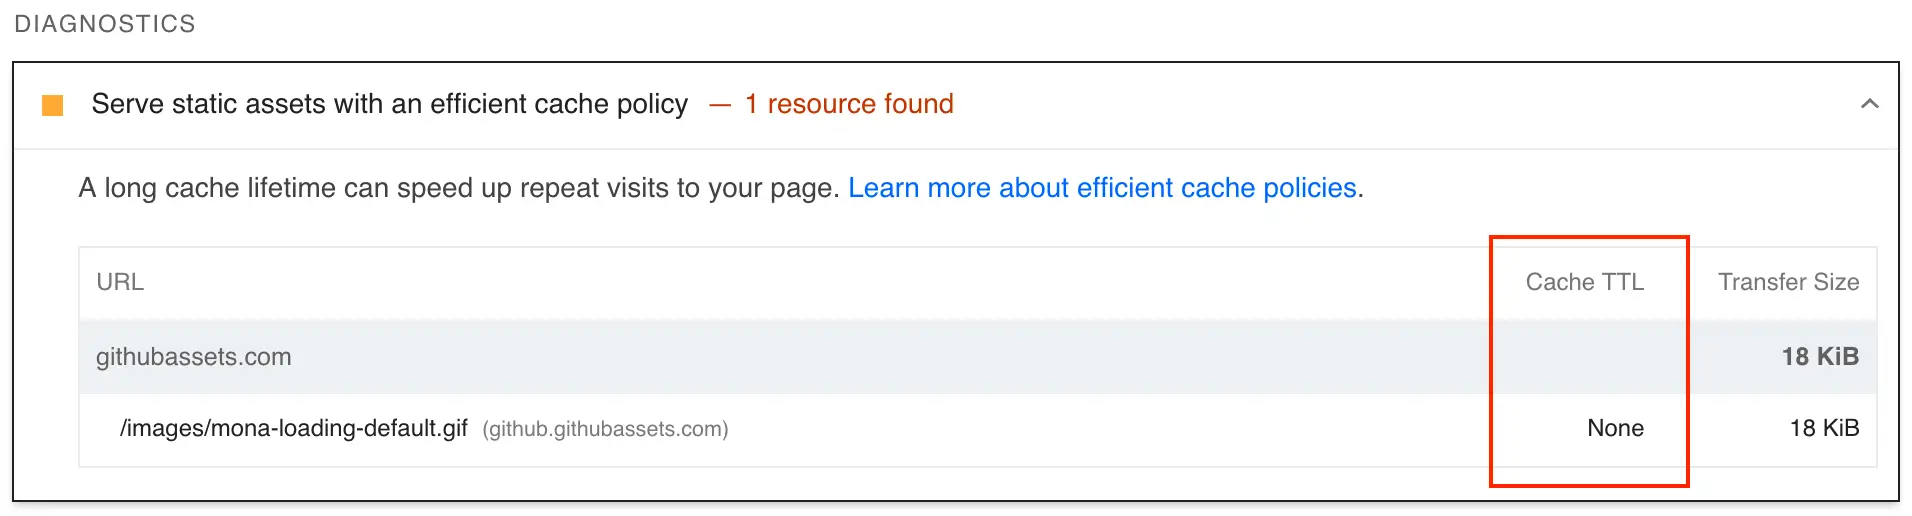 DIAGNOSTICS
Serve static assets with an efficient cache policy — 1 resource found
A long cache lifetime can speed up repeat visits to your page. Learn more about efficient cache policies.
URL Cache TTL Transfer Size
githubassets.com 18 KiB
/images/mona-loading-default.gif (github.githubassets.com) None 18 KiB